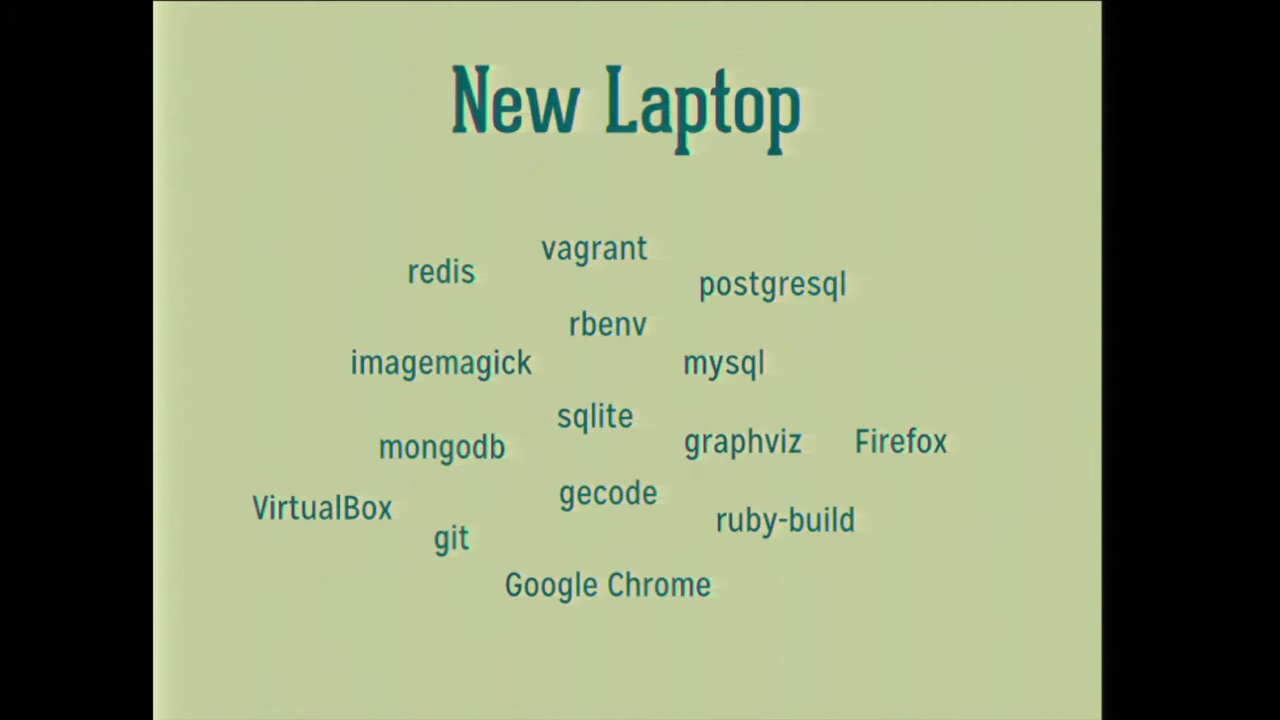 New Laptop
vagrant
redis
postgresql
rbenv
imagemagick
mysql
sqlite
mongodb
graphviz
Firefox
gecode
VirtualBox
ruby-build
git
Google Chrome